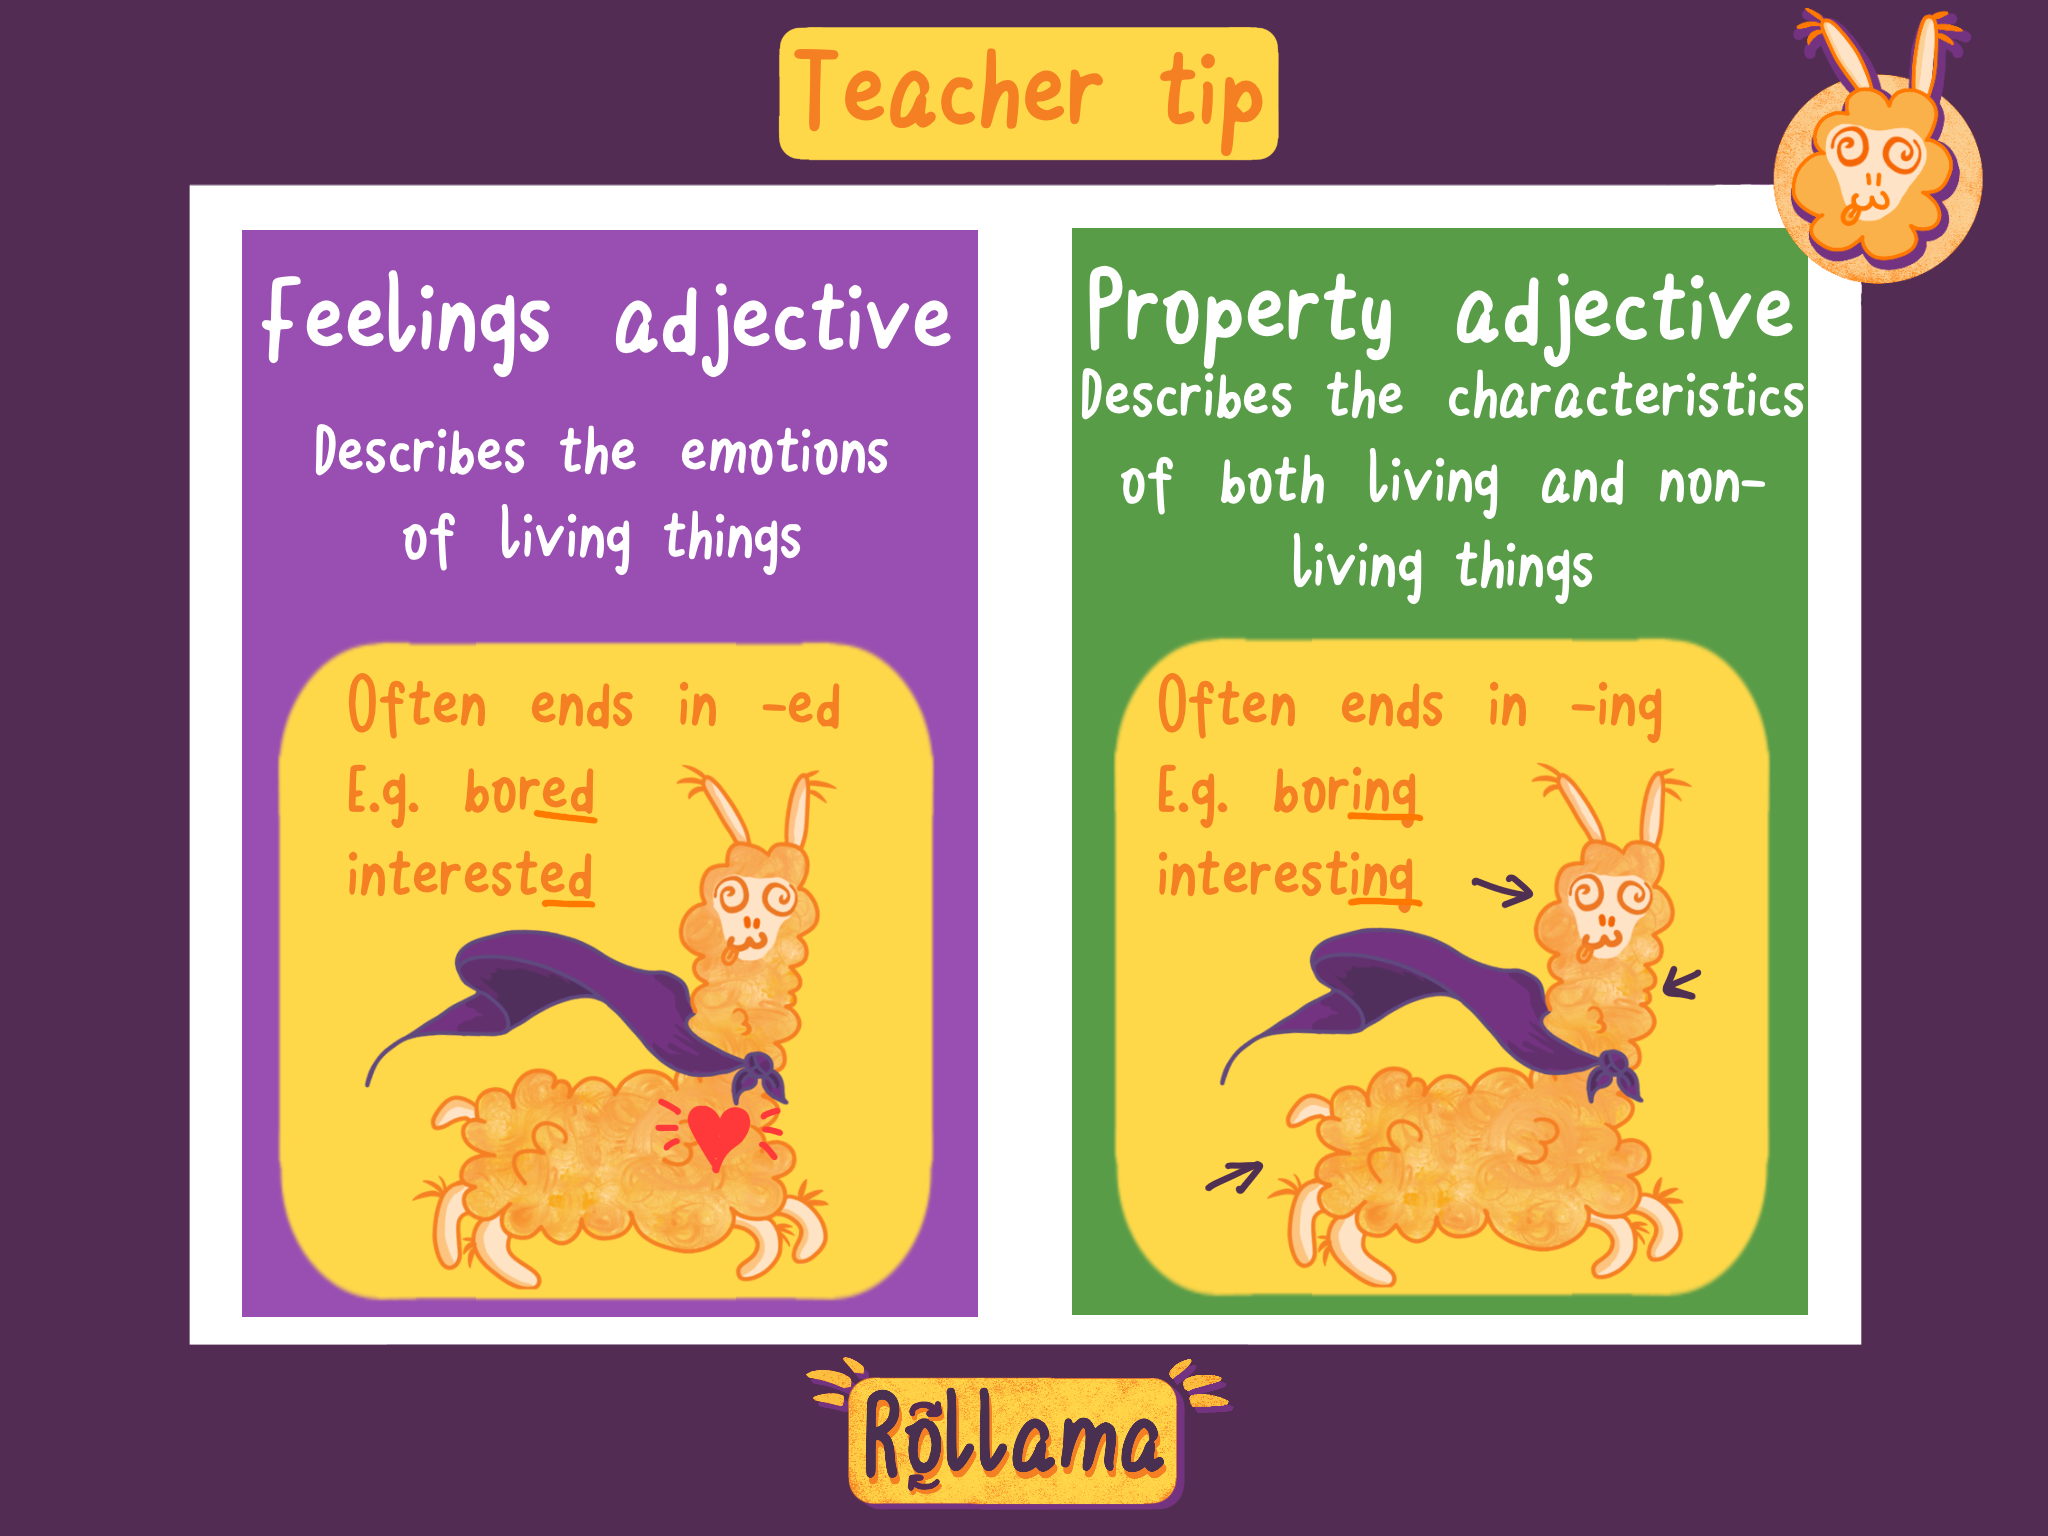 Teacher tip
Feelings adjective
Describes the emotions
of living things
Often ends in -ed
E.g. bored
interested
Property adjective
Describes the characteristics
of both living and non-
living things
Often ends in -ing
E.g. boring
interesting
Rollama